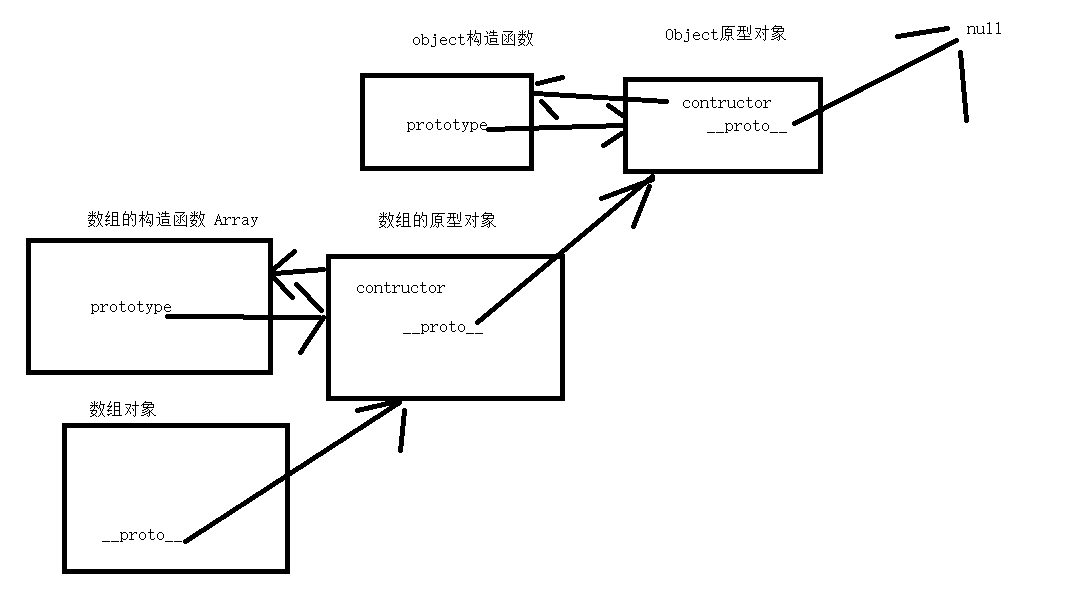 object构造函数
Object原型对象
null
contructor
prototype
__proto__
数组的构造函数 Array
数组的原型对象
contructor
prototype
__proto__
数组对象
__proto__